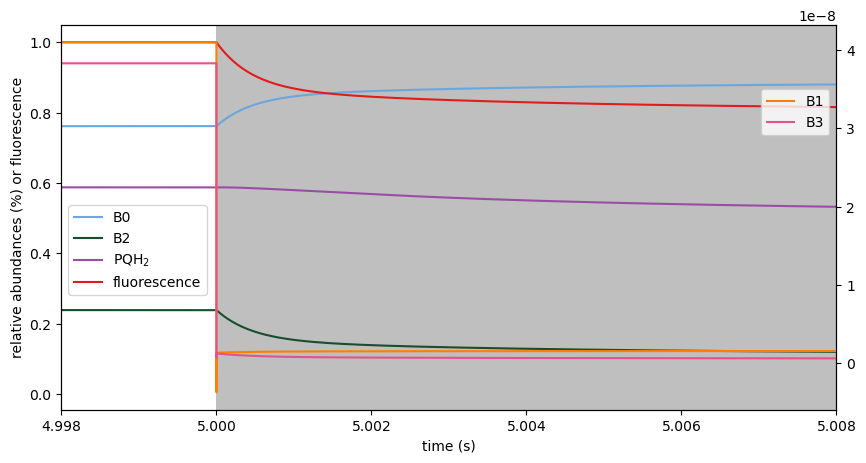 1e−8
relative abundances (%) or fluorescence
1.0
0.8
0.6
0.4
0.2
0.0
4
3
2
1
0
B1
B3
B0
B2
PQH₂
fluorescence
4.998
5.000
5.002
5.004
5.006
5.008
time (s)